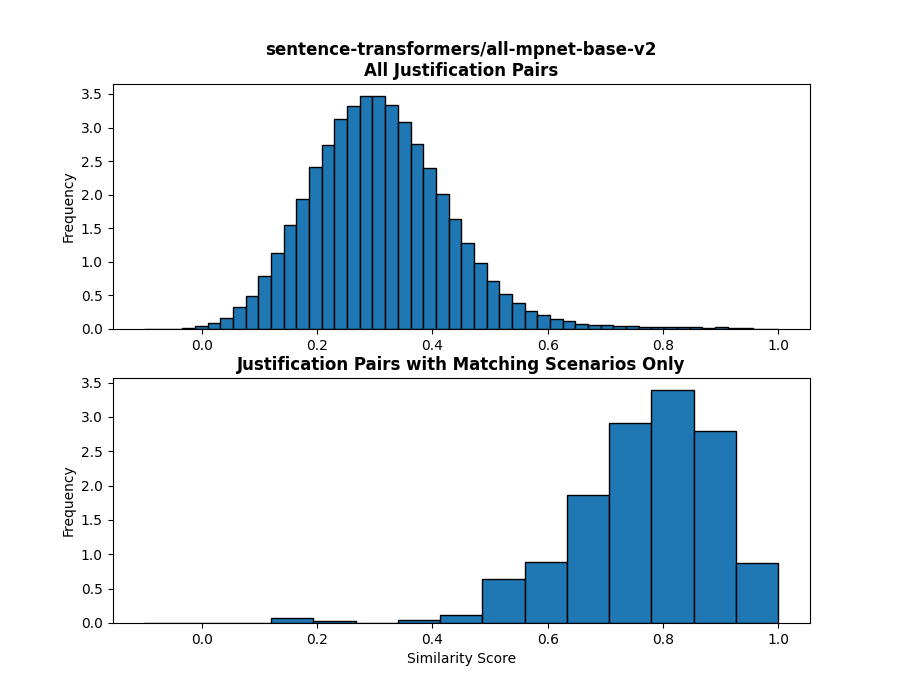 sentence-transformers/all-mpnet-base-v2
All Justification Pairs
3.5
3.0
2.5
2.0
1.5
1.0
0.5
0.0
Frequency
0.0 0.2 0.4 0.6 0.8 1.0
Justification Pairs with Matching Scenarios Only
3.5
3.0
2.5
2.0
1.5
1.0
0.5
0.0
Frequency
0.0 0.2 0.4 0.6 0.8 1.0
Similarity Score